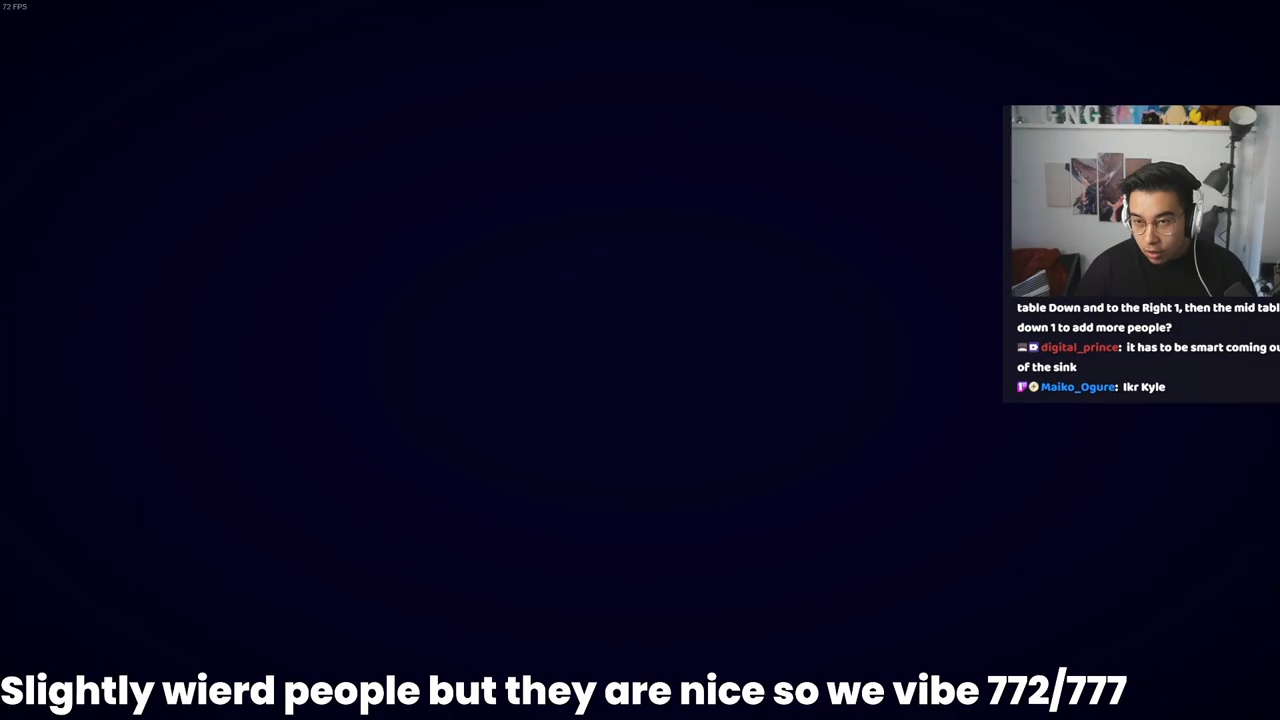 72 FPS
GNG
table Down and to the Right 1, then the mid
down 1 to add more people?
digital_prince: it has to be smart coming
of the sink
Maiko_Ogure: Ikr Kyle
Slightly wierd people but they are nice so we vibe 772/777